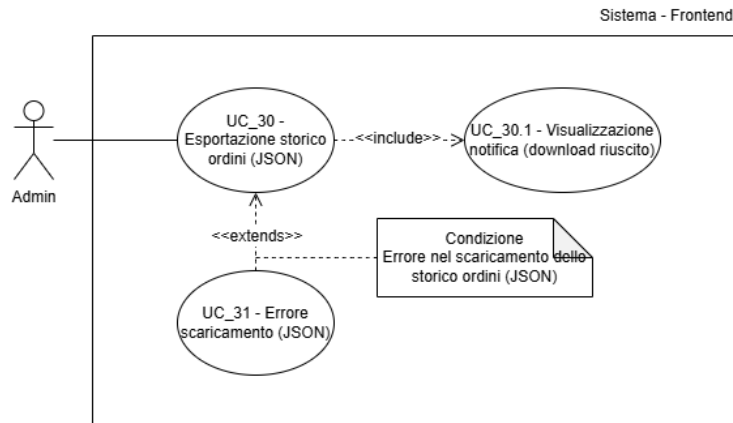 Sistema - Frontend
UC_30 -
Esportazione storico
ordini (JSON)
<<include>>
UC_30.1 - Visualizzazione
notifica (download riuscito)
Admin
<<extends>>
Condizione
Errore nel scaricamento dello
storico ordini (JSON)
UC_31 - Errore
scaricamento (JSON)